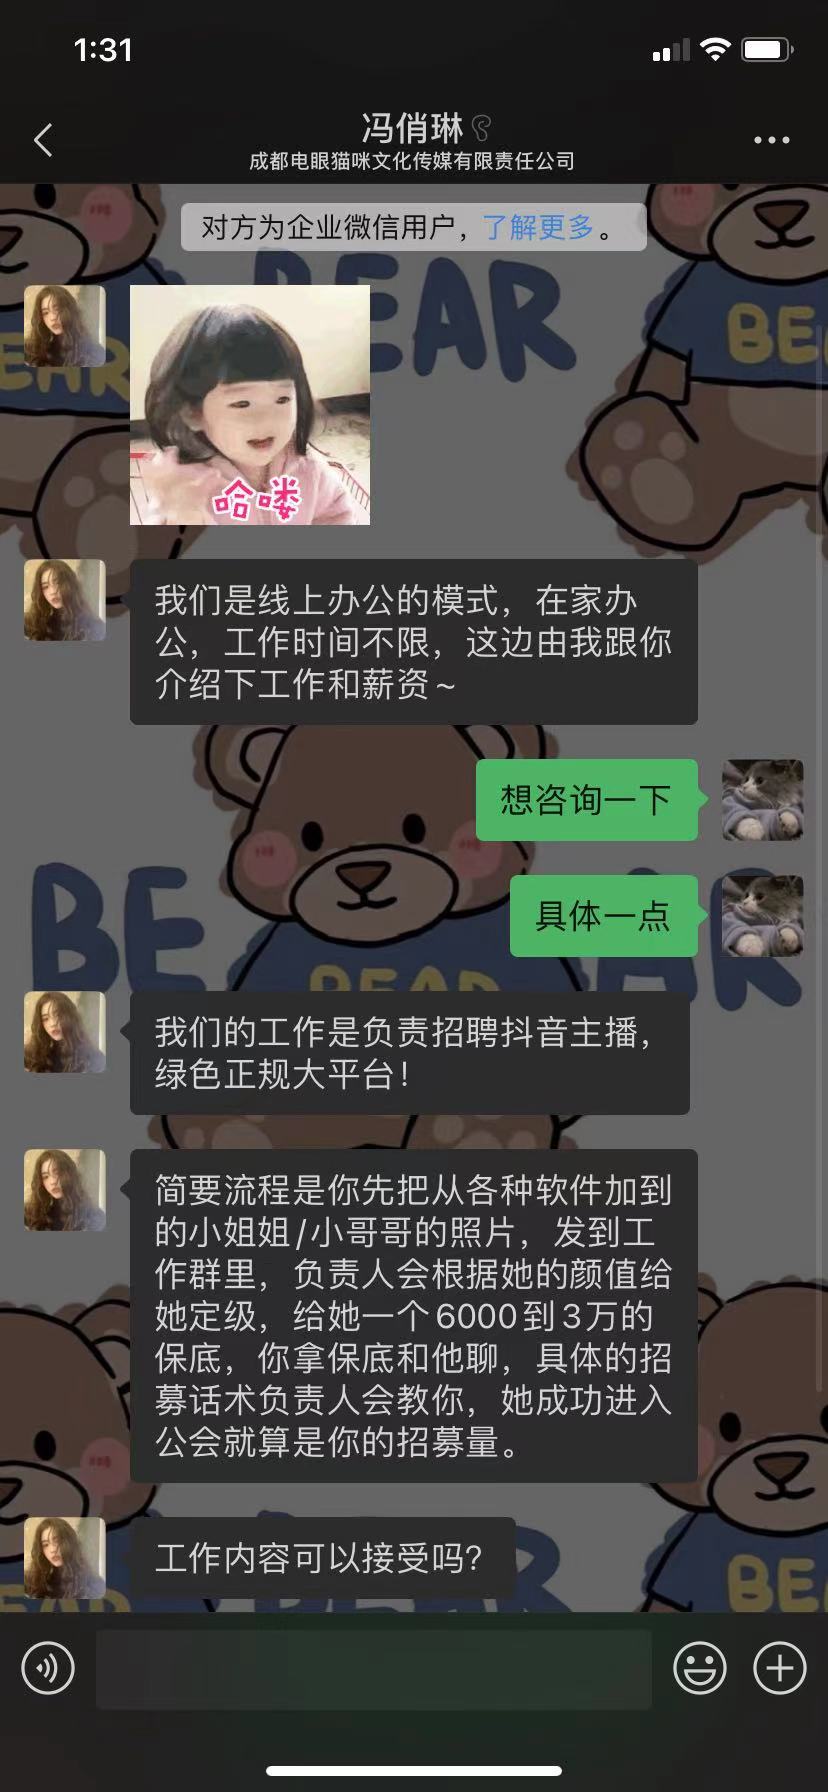 1:31
冯俏琳
成都电眼猫咪文化传媒有限责任公司
对方为企业微信用户，了解更多。
BEAR
BEAR
BE
哈喽
我们是线上办公的模式，在家办
公，工作时间不限，这边由我跟你
介绍下工作和薪资~
想咨询一下
具体一点
BE AR
BEAD
我们的工作是负责招聘抖音主播，
绿色正规大平台！
简要流程是你先把从各种软件加到
的小姐姐/小哥哥的照片，发到工
作群里，负责人会根据她的颜值给
她定级，给她一个6000到3万的
保底，你拿保底和他聊，具体的招
募话术负责人会教你，她成功进入
公会就算是你的招募量。
工作内容可以接受吗？
BE